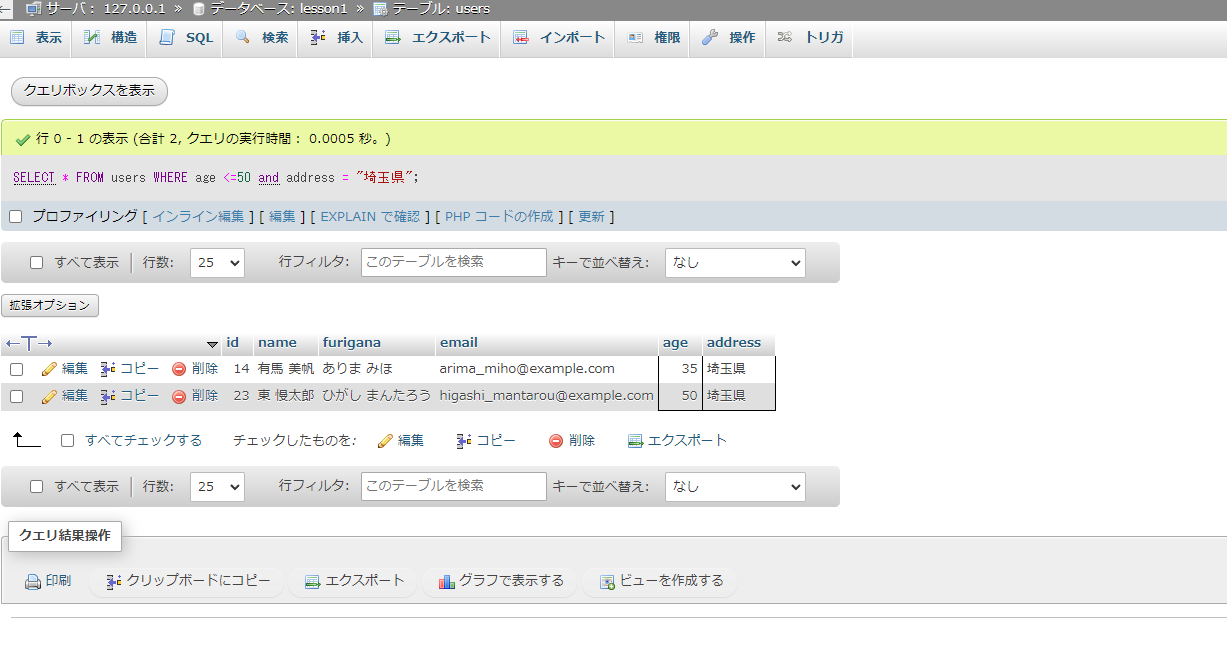 サーバ: 127.0.0.1 » データベース: lesson1 » テーブル: users
表示 構造 SQL 検索 挿入 エクスポート インポート 権限 操作 トリガ
クエリボックスを表示
行 0 - 1 の表示 (合計 2, クエリの実行時間: 0.0005 秒。)
SELECT * FROM users WHERE age <=50 and address = "埼玉県";
プロファイリング [ インライン編集 ] [ 編集 ] [ EXPLAIN で確認 ] [ PHP コードの作成 ] [ 更新 ]
すべて表示 行数: 25 行フィルタ: このテーブルを検索 キーで並べ替え: なし
拡張オプション
←T→ id name furigana email age address
編集 コピー 削除 14 有馬 美帆 ありま みほ arima_miho@example.com 35 埼玉県
編集 コピー 削除 23 東 慢太郎 ひがし まんたろう higashi_mantarou@example.com 50 埼玉県
すべてチェックする チェックしたものを: 編集 コピー 削除 エクスポート
すべて表示 行数: 25 行フィルタ: このテーブルを検索 キーで並べ替え: なし
クエリ結果操作
印刷 クリップボードにコピー エクスポート グラフで表示する ビューを作成する